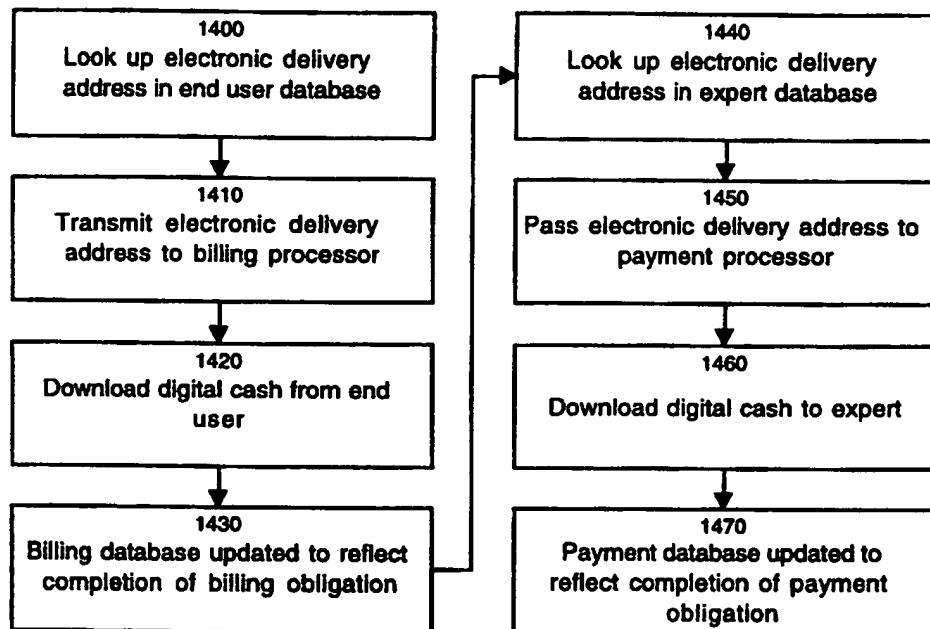 1400
Look up electronic delivery
address in end user database
1410
Transmit electronic delivery
address to billing processor
1420
Download digital cash from end
user
1430
Billing database updated to reflect
completion of billing obligation
1440
Look up electronic delivery
address in expert database
1450
Pass electronic delivery address to
payment processor
1460
Download digital cash to expert
1470
Payment database updated to
reflect completion of payment
obligation